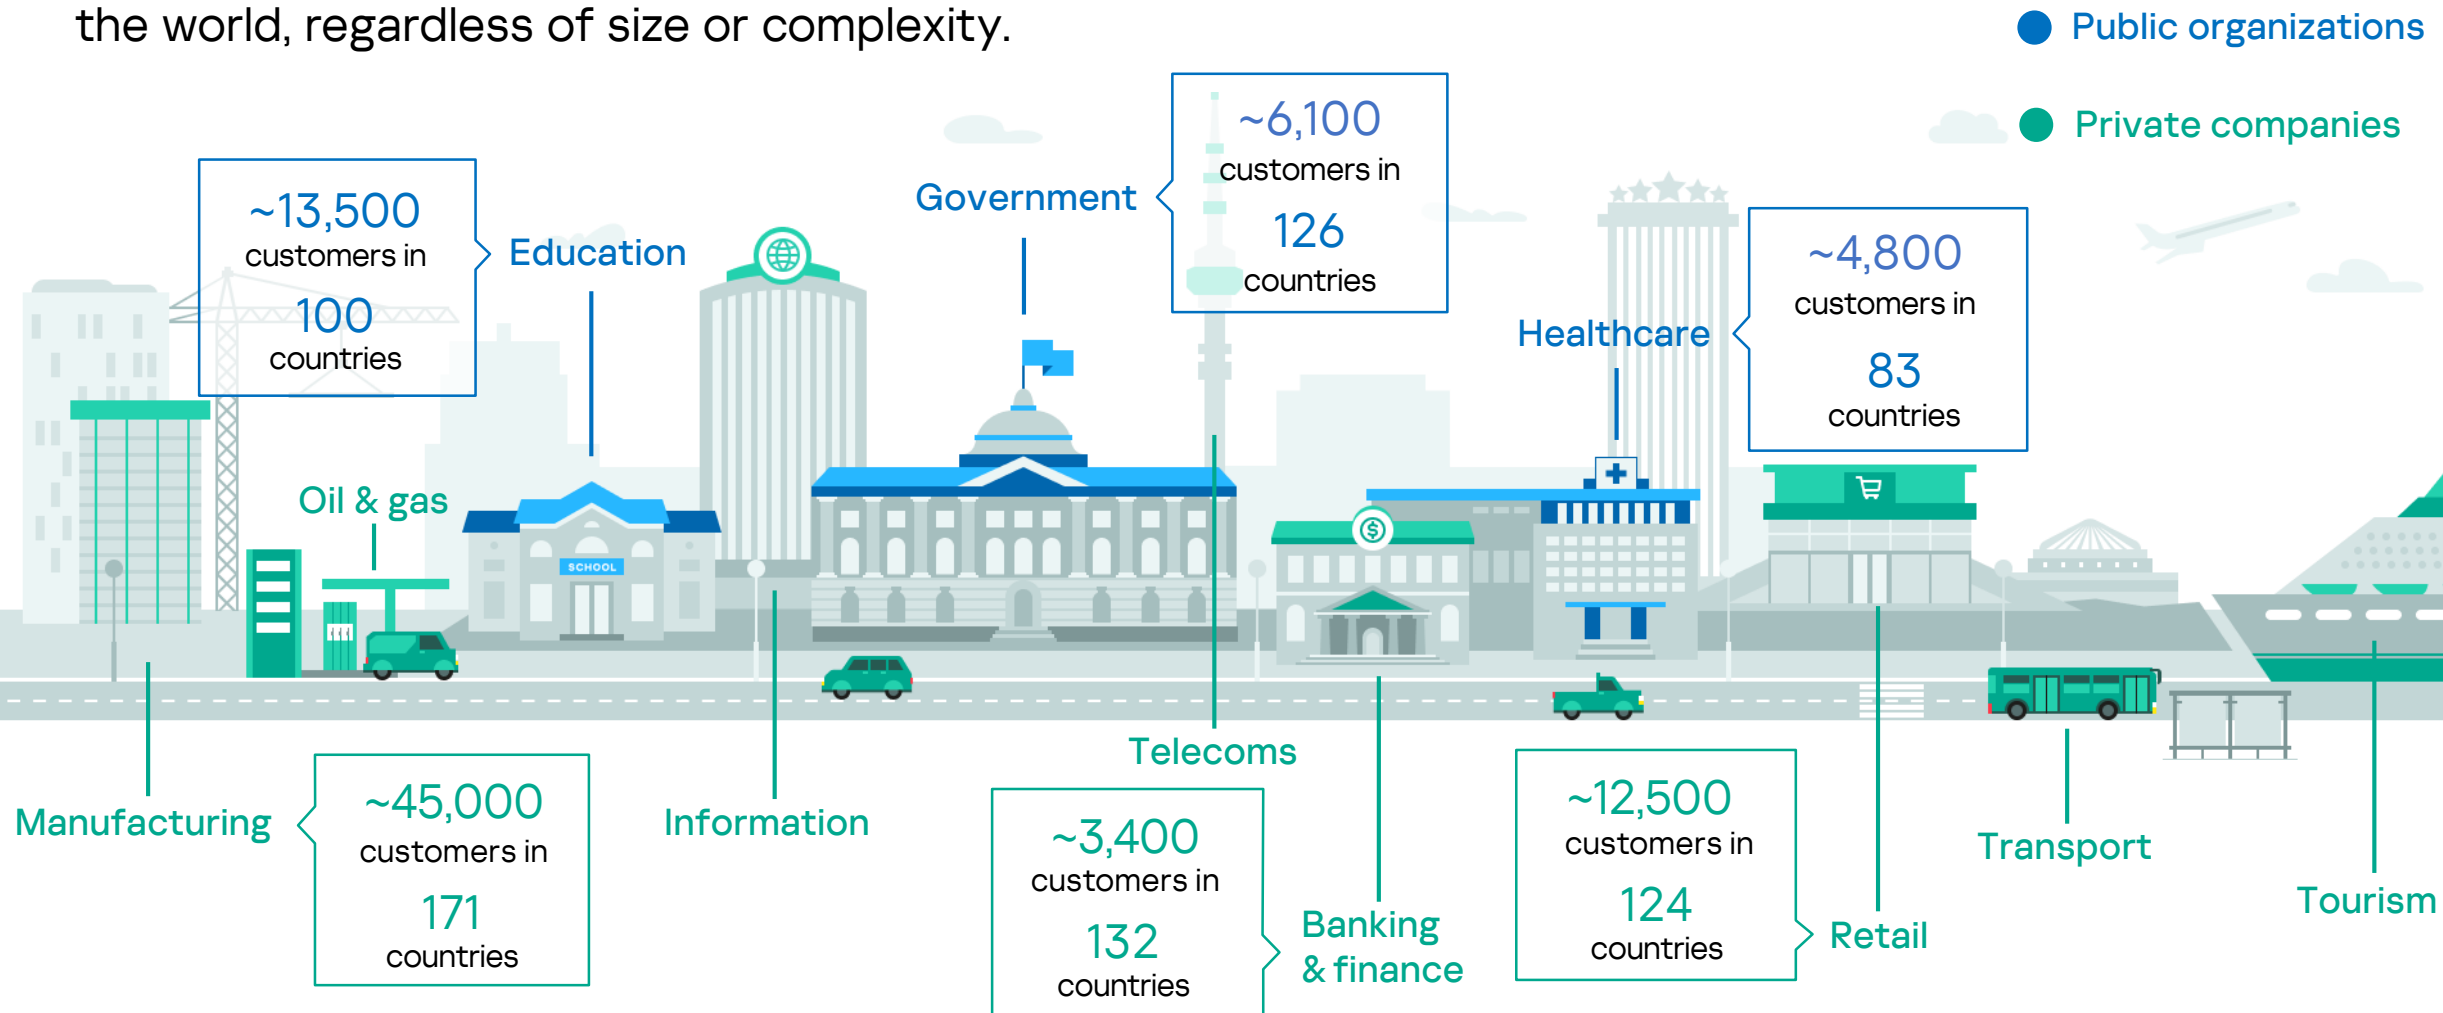 the world, regardless of size or complexity.
Public organizations
Private companies
~6,100
customers in
126
countries
Government
~13,500
customers in
100
countries
Education
~4,800
customers in
83
countries
Healthcare
Oil & gas
SCHOOL
Telecoms
Manufacturing
~45,000
customers in
171
countries
Information
~3,400
customers in
132
countries
Banking
& finance
~12,500
customers in
124
countries
Retail
Transport
Tourism